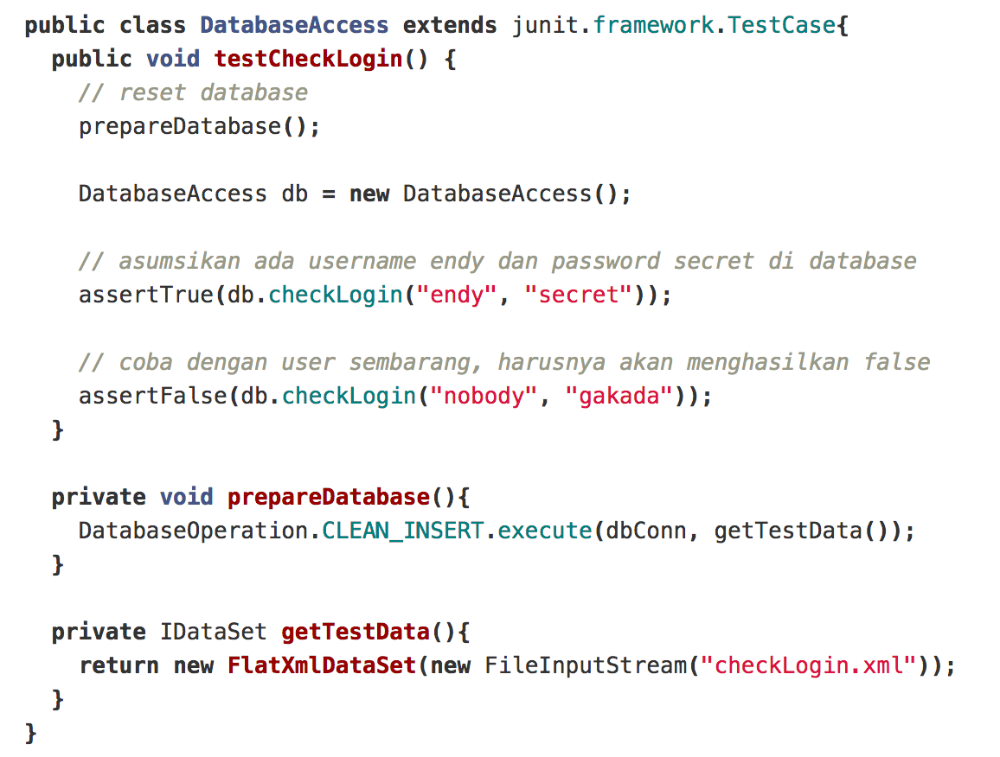 public class DatabaseAccess extends junit.framework.TestCase{
public void testCheckLogin() {
// reset database
prepareDatabase();
DatabaseAccess db = new DatabaseAccess();
// asumsikan ada username endy dan password secret di database
assertTrue(db.checkLogin("endy", "secret"));
// coba dengan user sembarang, harusnya akan menghasilkan false
assertFalse(db.checkLogin("nobody", "gakada"));
}
private void prepareDatabase(){
DatabaseOperation.CLEAN_INSERT.execute(dbConn, getTestData());
}
private IDataSet getTestData(){
return new FlatXmlDataSet(new FileInputStream("checkLogin.xml"));
}
}